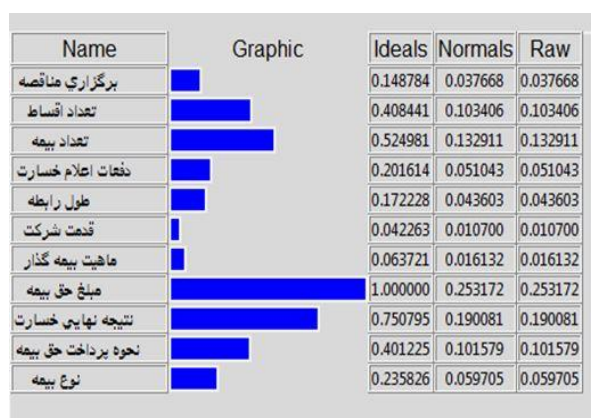 Name Graphic Ideals Normals Raw
برگزاري مناقصه 0.148784 0.037668 0.037668
تعداد اقساط 0.408441 0.103406 0.103406
تعداد بیمه 0.524981 0.132911 0.132911
دفعات اعلام خسارت 0.201614 0.051043 0.051043
طول رابطه 0.172228 0.043603 0.043603
قدمت شرکت 0.042263 0.010700 0.010700
ماهیت بیمه گذار 0.063721 0.016132 0.016132
مبلغ حق بیمه 1.000000 0.253172 0.253172
نتیجه نهایی خسارت 0.750795 0.190081 0.190081
نحوه پرداخت حق بیمه 0.401225 0.101579 0.101579
نوع بیمه 0.235826 0.059705 0.059705